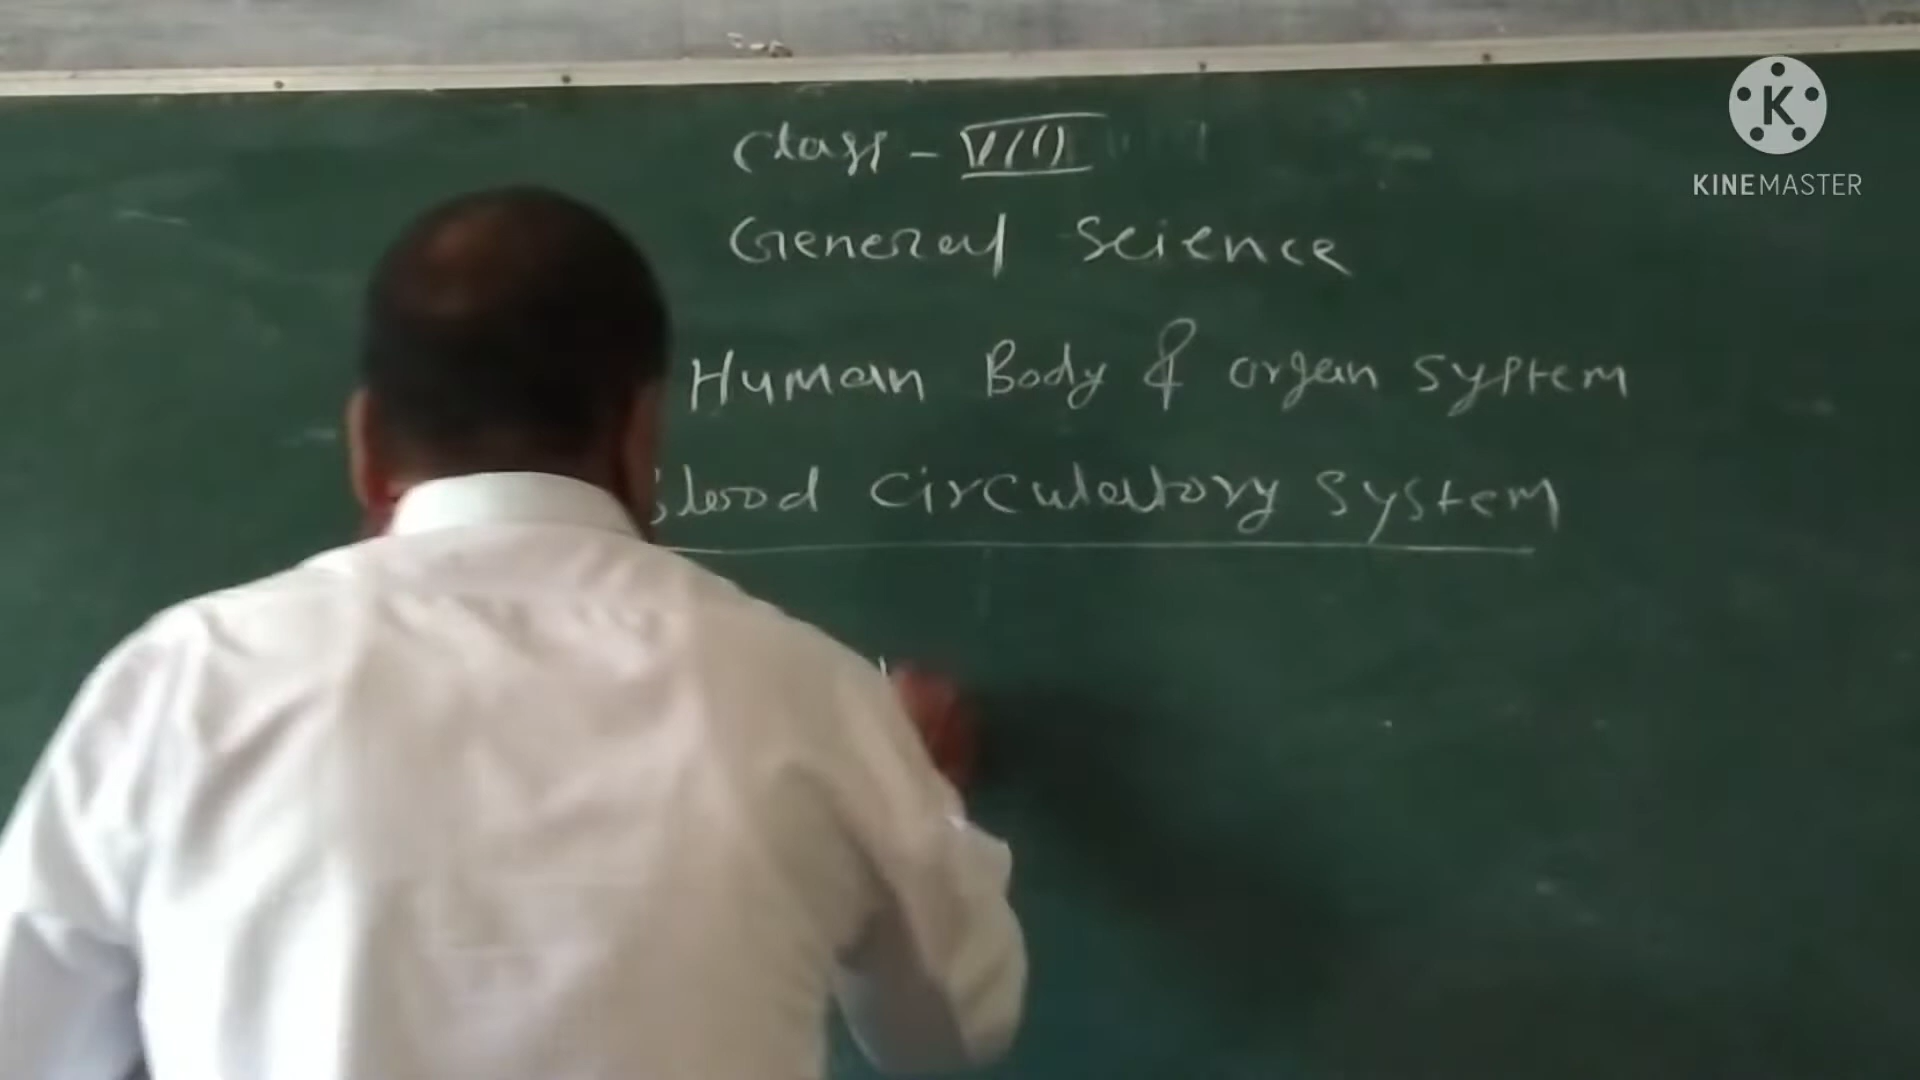 Class - VIII
General Science
Human Body & organ system
Blood circulatory system
KINEMASTER